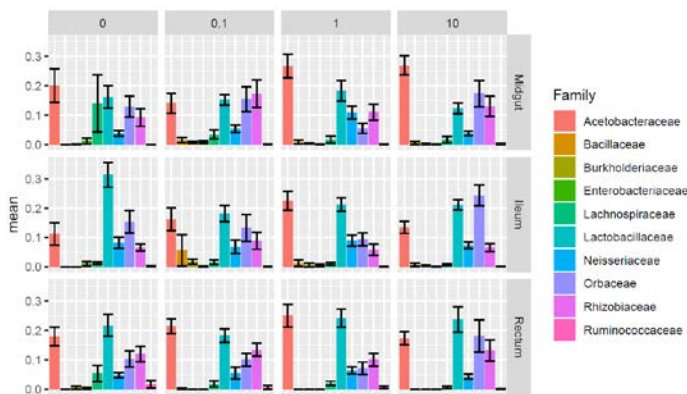 0 0.1 1 10
0.3
0.2
0.1
0.0
Midgut
0.3
0.2
0.1
0.0
Ileum
0.3
0.2
0.1
0.0
Rectum
mean
Family
Acetobacteraceae
Bacillaceae
Burkholderiaceae
Enterobacteriaceae
Lachnospiraceae
Lactobacillaceae
Neisseriaceae
Orbaceae
Rhizobiaceae
Ruminococcaceae